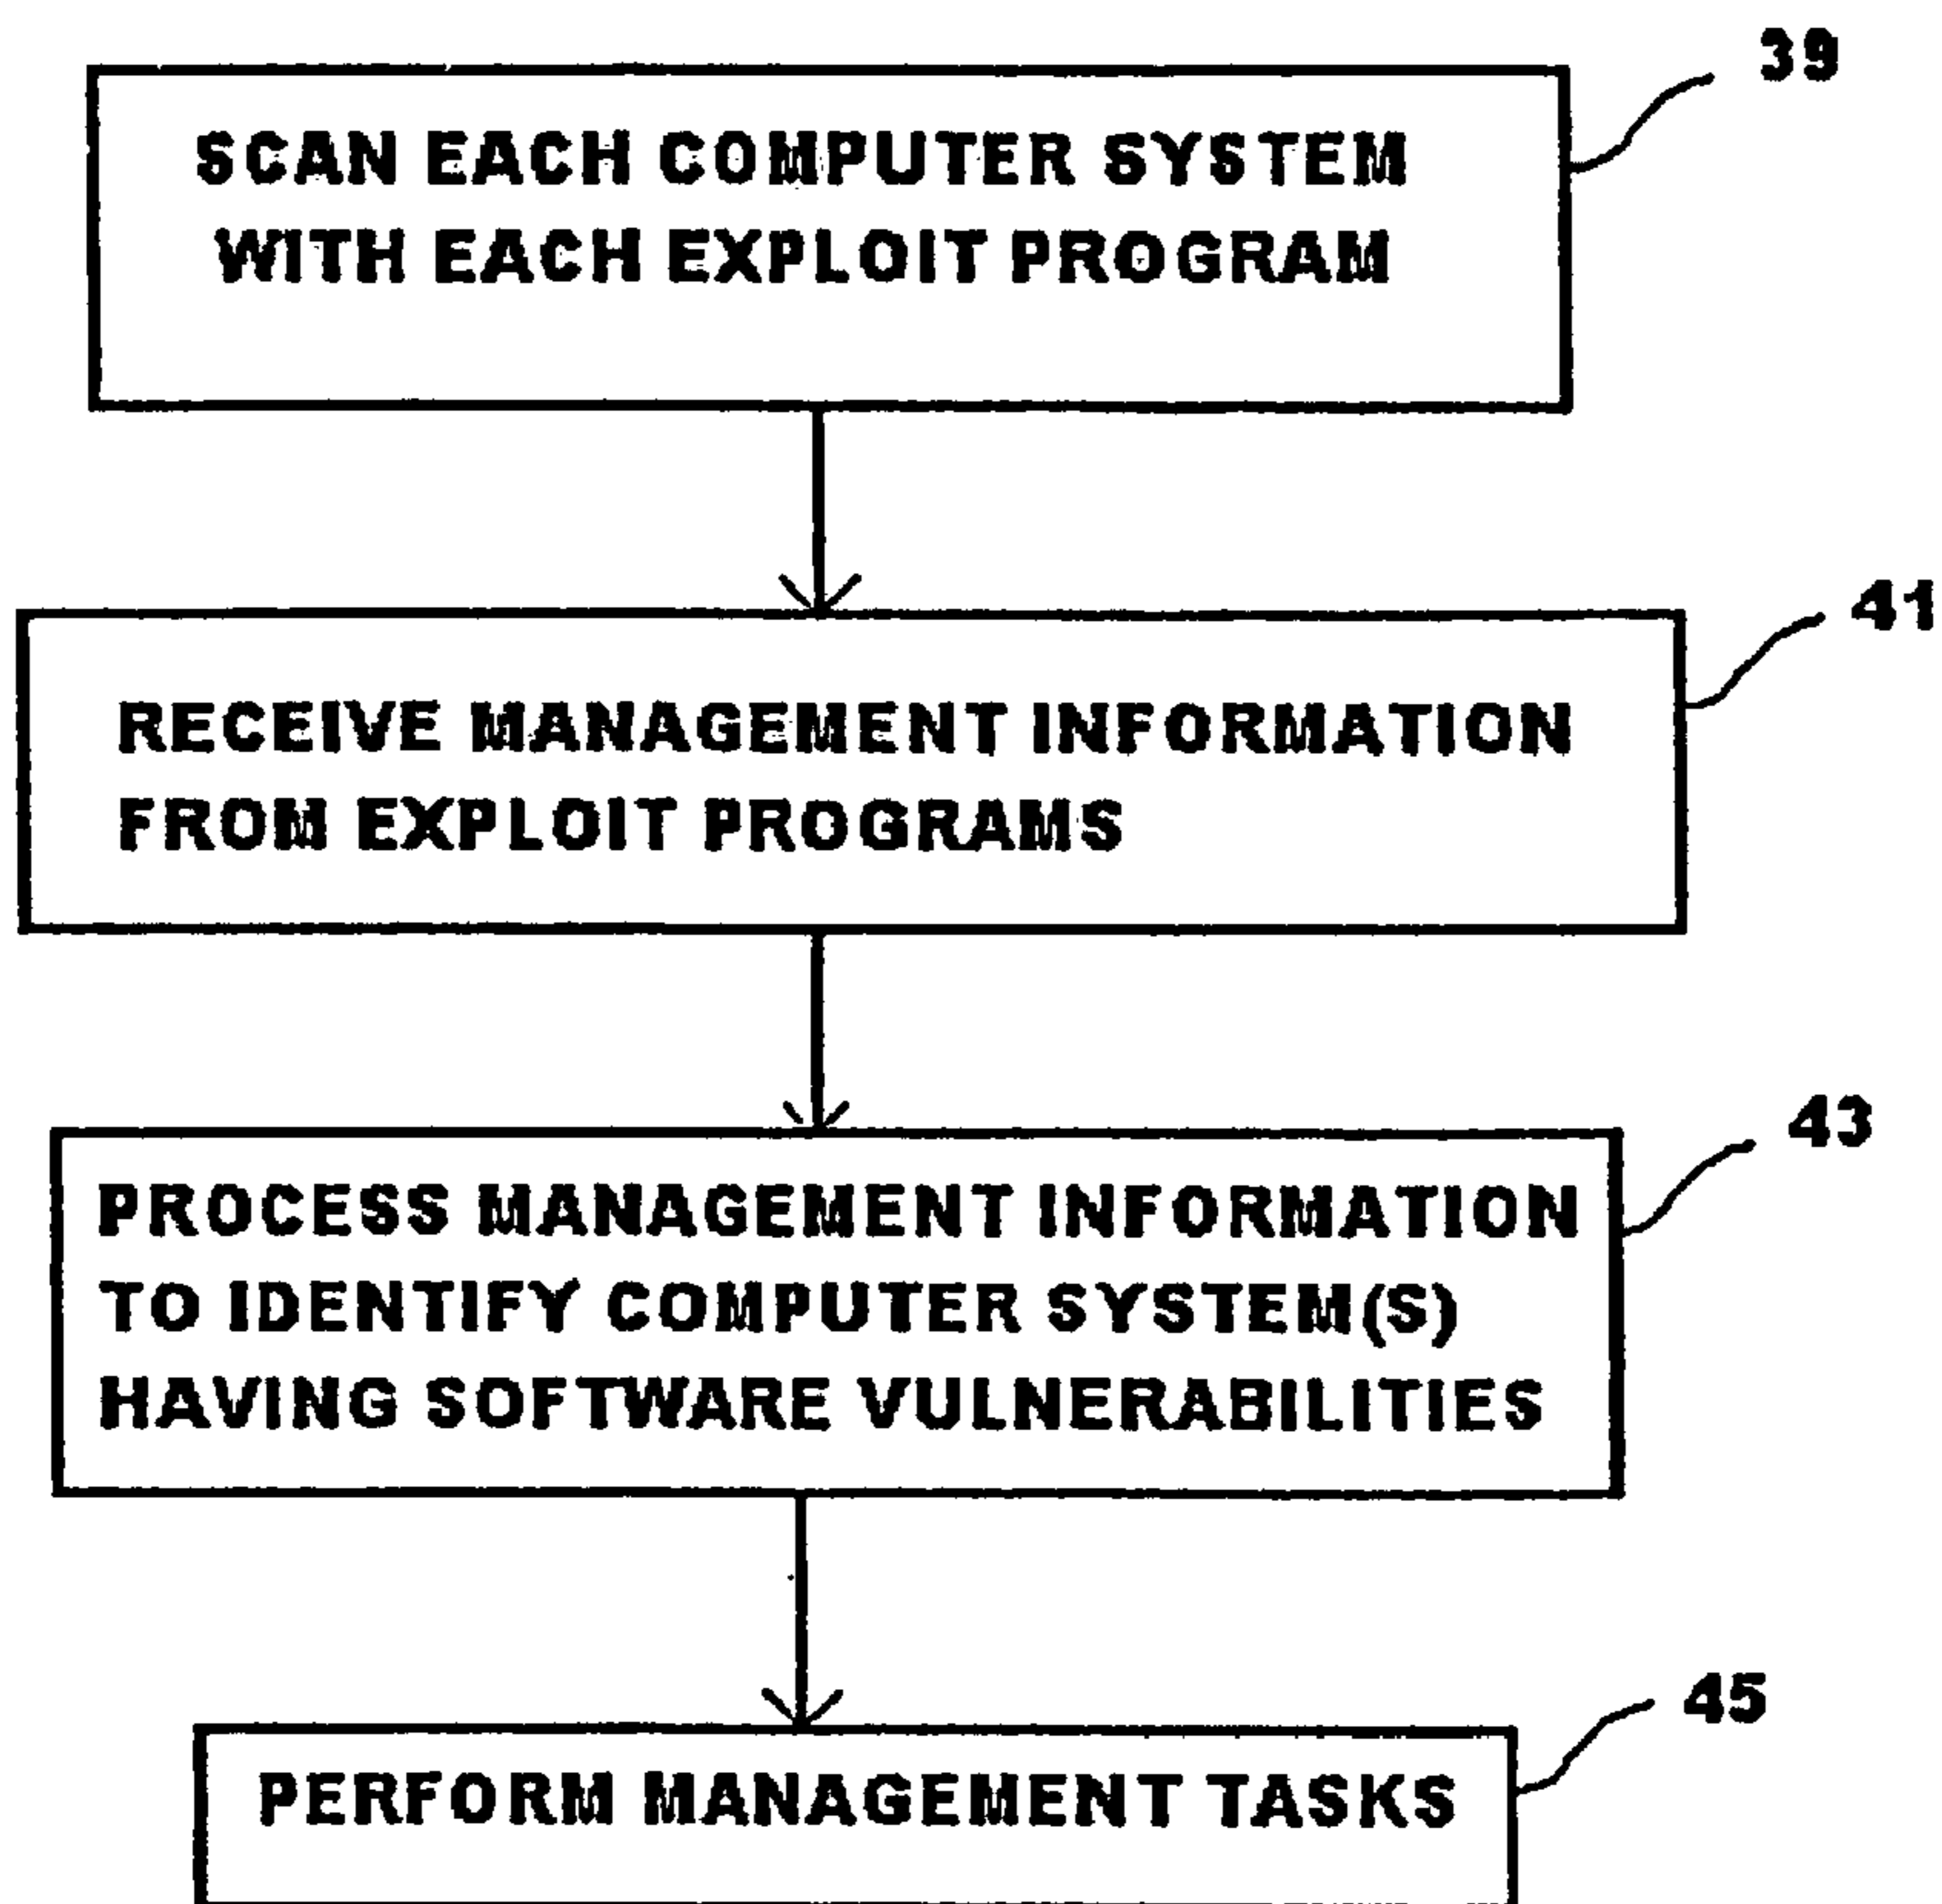 39
SCAN EACH COMPUTER SYSTEM
WITH EACH EXPLOIT PROGRAM
41
RECEIVE MANAGEMENT INFORMATION
FROM EXPLOIT PROGRAMS
43
PROCESS MANAGEMENT INFORMATION
TO IDENTIFY COMPUTER SYSTEM(S)
HAVING SOFTWARE VULNERABILITIES
45
PERFORM MANAGEMENT TASKS